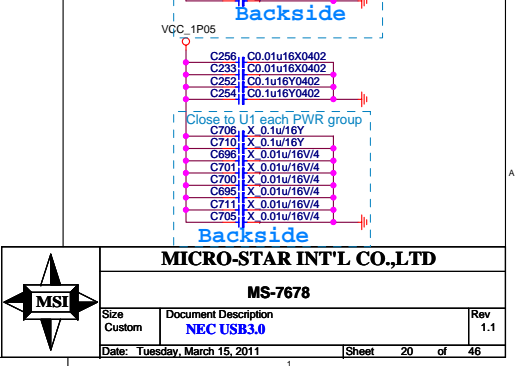 Backside
VCC_1P05
C256 C0.01u16X0402
C233 C0.01u16X0402
C252 C0.1u16Y0402
C254 C0.1u16Y0402
Close to U1 each PWR group
C706 X_0.1u/16Y
C710 X_0.1u/16Y
C696 X_0.01u/16V/4
C701 X_0.01u/16V/4
C700 X_0.01u/16V/4
C695 X_0.01u/16V/4
C711 X_0.01u/16V/4
C705 X_0.01u/16V/4
Backside
A
MICRO-STAR INT'L CO.,LTD
MSI
MS-7678
Size Document Description Rev
Custom NEC USB3.0 1.1
Date: Tuesday, March 15, 2011 Sheet 20 of 46
1